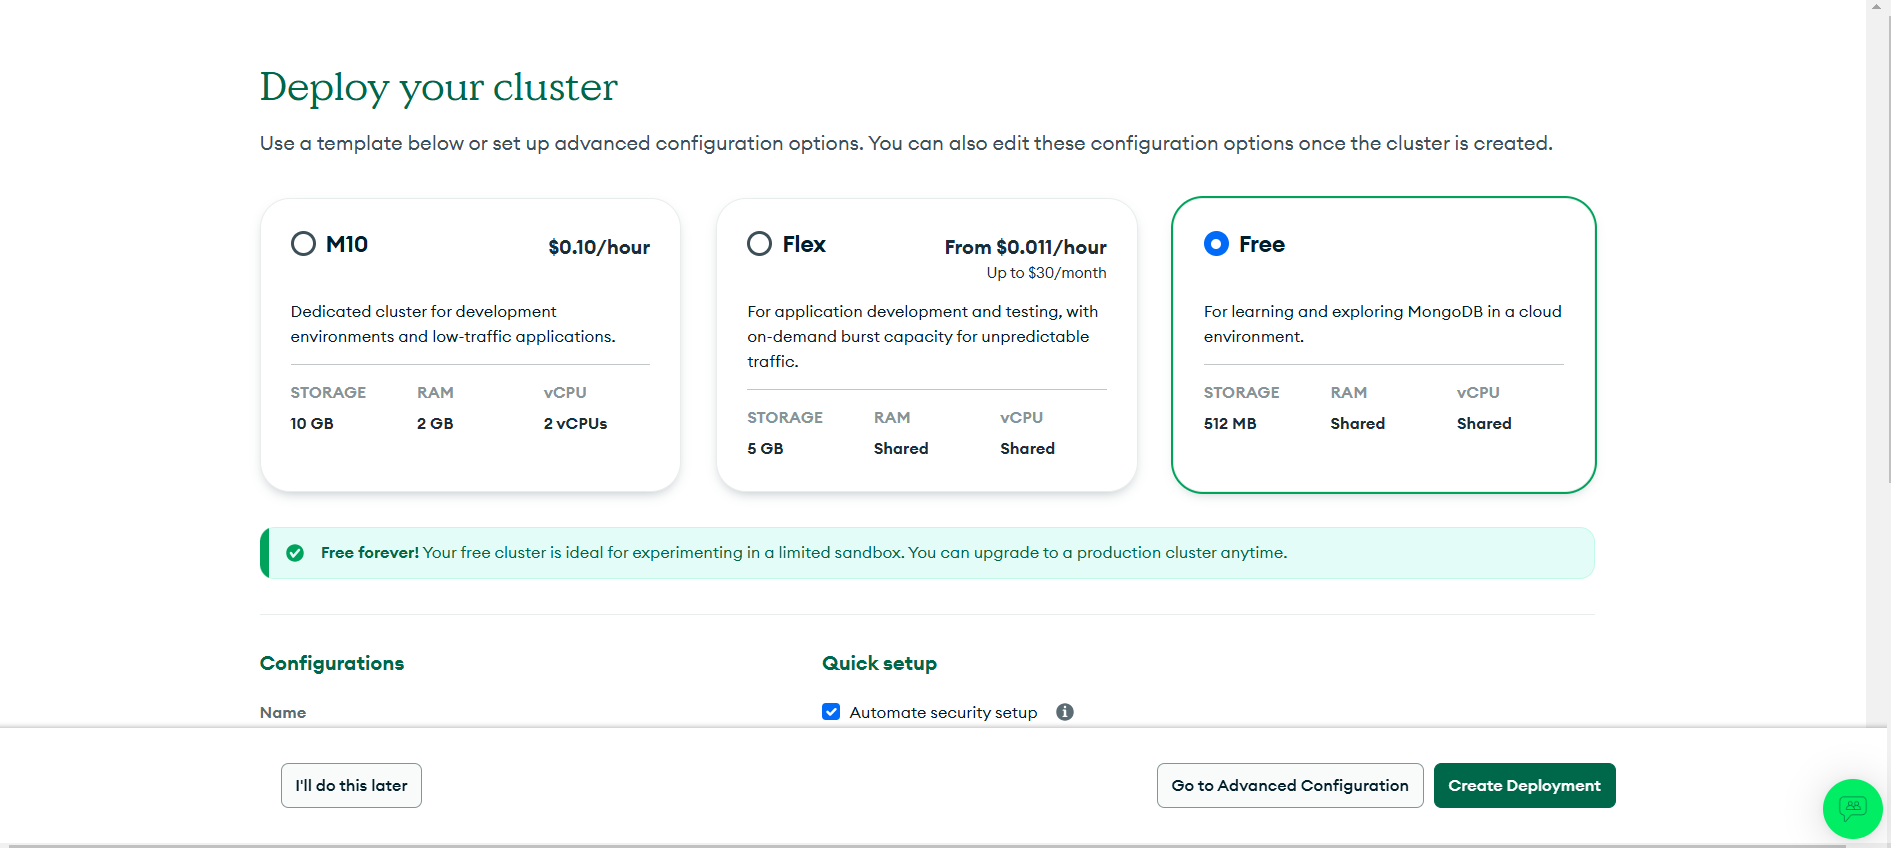 Deploy your cluster
Use a template below or set up advanced configuration options. You can also edit these configuration options once the cluster is created.
M10
$0.10/hour
Dedicated cluster for development
environments and low-traffic applications.
STORAGE RAM vCPU
10 GB 2 GB 2 vCPUs
Flex
From $0.011/hour
Up to $30/month
For application development and testing, with
on-demand burst capacity for unpredictable
traffic.
STORAGE RAM vCPU
5 GB Shared Shared
Free
For learning and exploring MongoDB in a cloud
environment.
STORAGE RAM vCPU
512 MB Shared Shared
Free forever! Your free cluster is ideal for experimenting in a limited sandbox. You can upgrade to a production cluster anytime.
Configurations
Name
Quick setup
Automate security setup
I'll do this later
Go to Advanced Configuration
Create Deployment